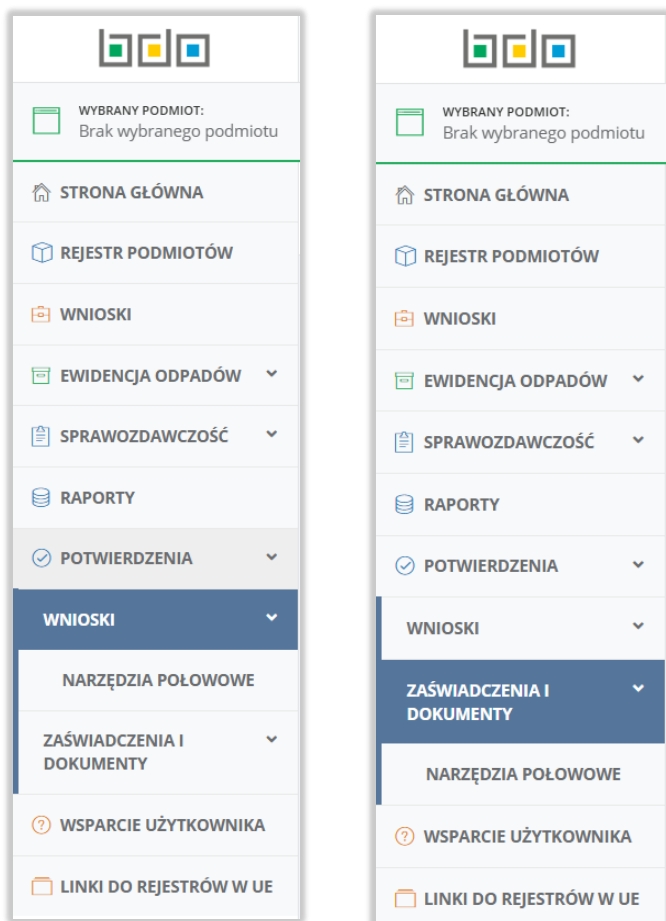 bdo
WYBRANY PODMIOT:
Brak wybranego podmiotu
STRONA GŁÓWNA
REJESTR PODMIOTÓW
WNIOSKI
EWIDENCJA ODPADÓW
SPRAWOZDAWCZOŚĆ
RAPORTY
POTWIERDZENIA
WNIOSKI
NARZĘDZIA POŁOWOWE
ZAŚWIADCZENIA I
DOKUMENTY
WSPARCIE UŻYTKOWNIKA
LINKI DO REJESTRÓW W UE
bdo
WYBRANY PODMIOT:
Brak wybranego podmiotu
STRONA GŁÓWNA
REJESTR PODMIOTÓW
WNIOSKI
EWIDENCJA ODPADÓW
SPRAWOZDAWCZOŚĆ
RAPORTY
POTWIERDZENIA
WNIOSKI
ZAŚWIADCZENIA I
DOKUMENTY
NARZĘDZIA POŁOWOWE
WSPARCIE UŻYTKOWNIKA
LINKI DO REJESTRÓW W UE